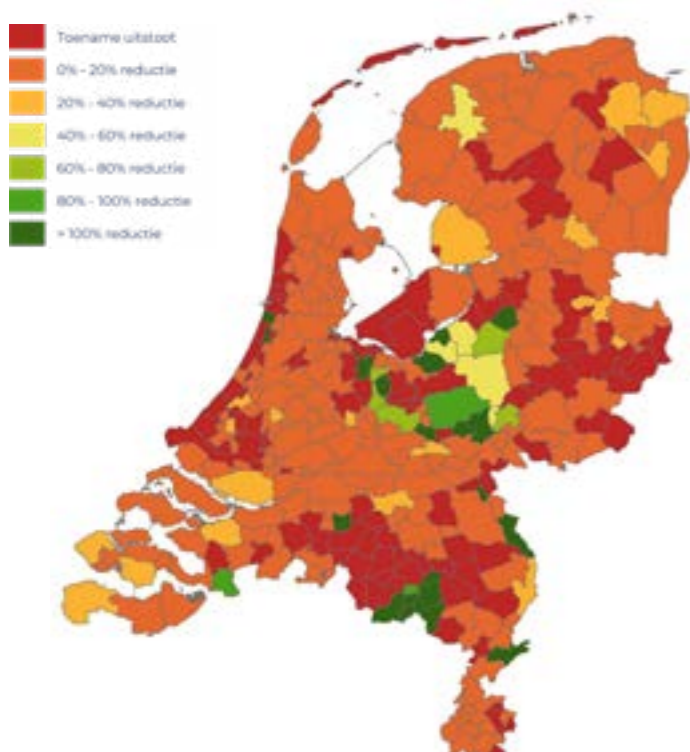 Toename uitstoot
0% - 20% reductie
20% - 40% reductie
40% - 60% reductie
60% - 80% reductie
80% - 100% reductie
> 100% reductie